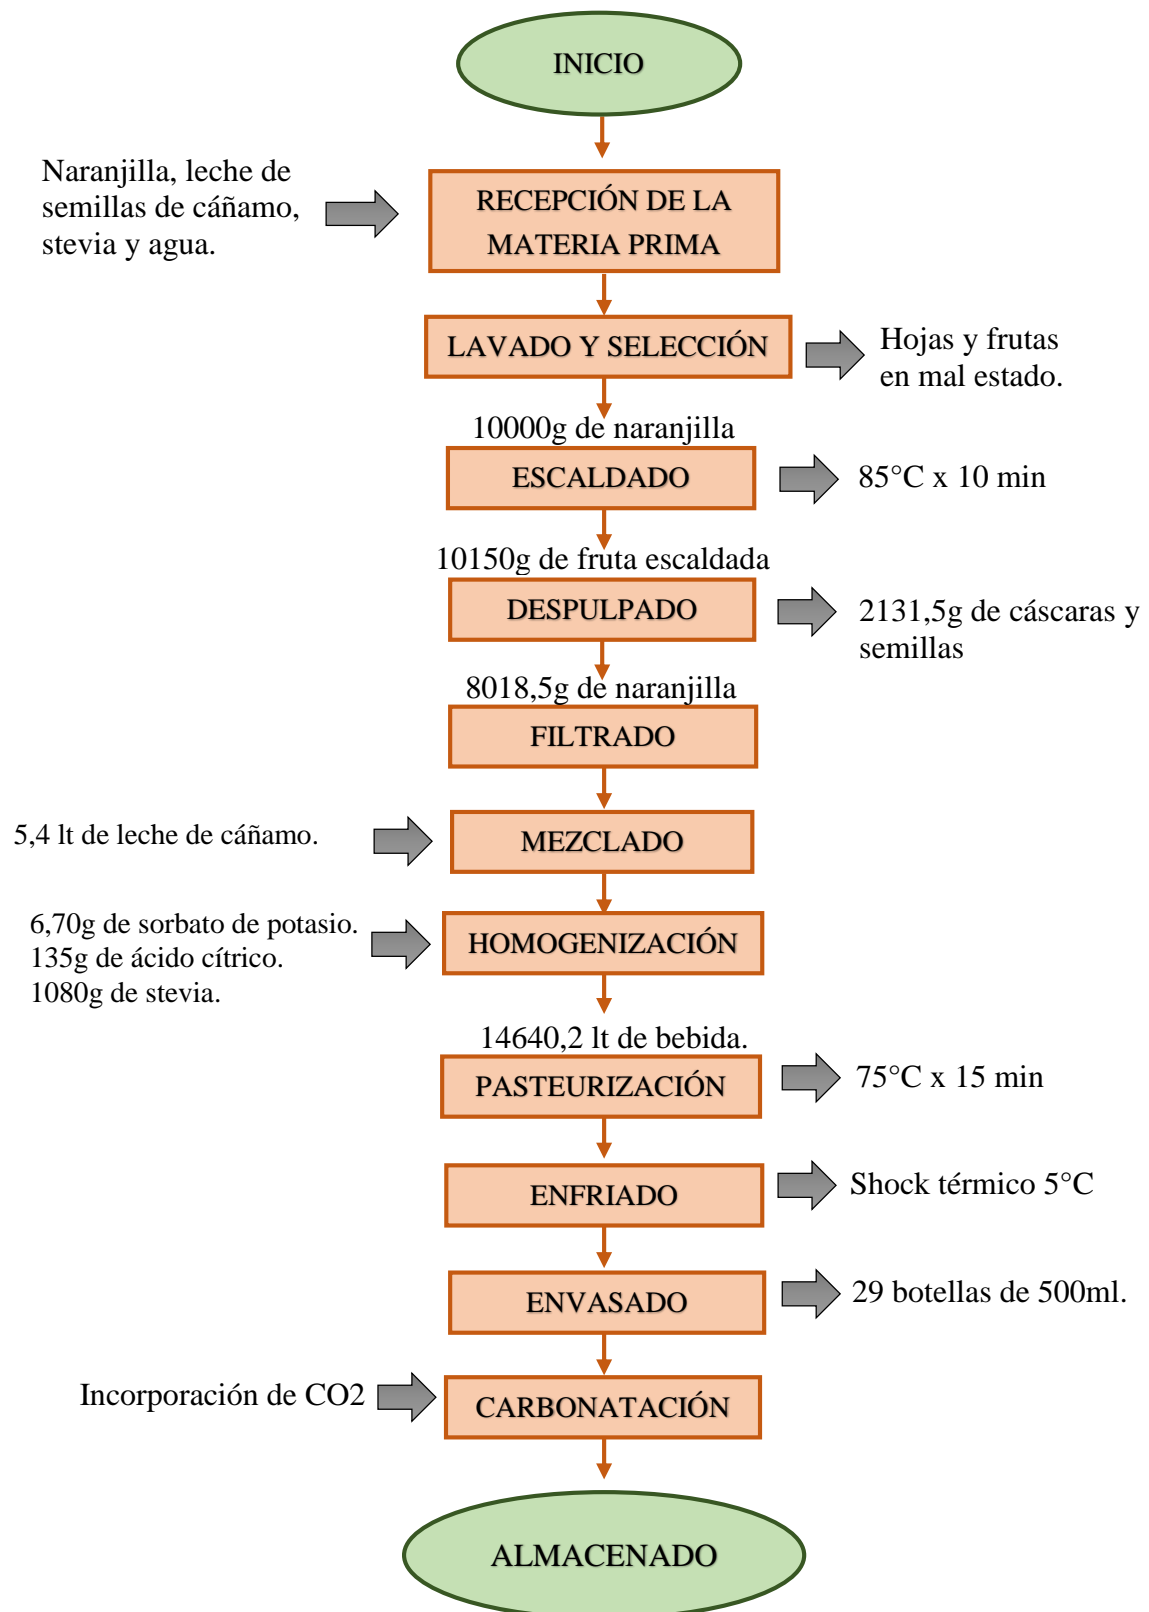 INICIO
Naranjilla, leche de
semillas de cáñamo,
stevia y agua.
RECEPCIÓN DE LA
MATERIA PRIMA
LAVADO Y SELECCIÓN
Hojas y frutas
en mal estado.
10000g de naranjilla
ESCALDADO
85°C x 10 min
10150g de fruta escaldada
DESPULPADO
2131,5g de cáscaras y
semillas
8018,5g de naranjilla
FILTRADO
5,4 lt de leche de cáñamo.
MEZCLADO
6,70g de sorbato de potasio.
135g de ácido cítrico.
1080g de stevia.
HOMOGENIZACIÓN
14640,2 lt de bebida.
PASTEURIZACIÓN
75°C x 15 min
ENFRIADO
Shock térmico 5°C
ENVASADO
29 botellas de 500ml.
Incorporación de CO2
CARBONATACIÓN
ALMACENADO